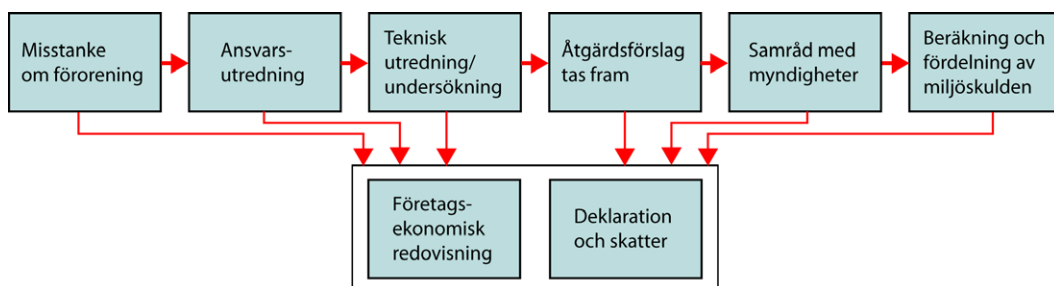 Misstanke
om förorening
Ansvars-
utredning
Teknisk
utredning/
undersökning
Åtgärdsförslag
tas fram
Samråd med
myndigheter
Beräkning och
fördelning av
miljöskulden
Företags-
ekonomisk
redovisning
Deklaration
och skatter